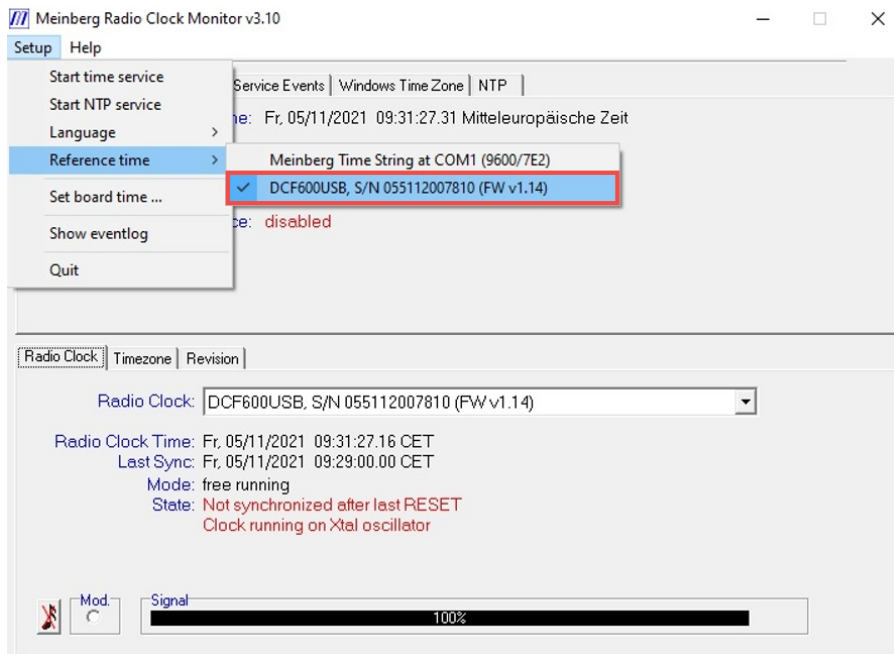 Meinberg Radio Clock Monitor v3.10
Setup Help
Start time service
Start NTP service
Language
Reference time
Set board time ...
Show eventlog
Quit
Service Events Windows Time Zone NTP
Fr, 05/11/2021 09:31:27.31 Mitteleuropäische Zeit
Meinberg Time String at COM1 (9600/7E2)
DCF600USB, S/N 055112007810 (FW v1.14)
disabled
Radio Clock Timezone Revision
Radio Clock: DCF600USB, S/N 055112007810 (FW v1.14)
Radio Clock Time: Fr, 05/11/2021 09:31:27.16 CET
Last Sync: Fr, 05/11/2021 09:29:00.00 CET
Mode: free running
State: Not synchronized after last RESET
Clock running on Xtal oscillator
Mod. Signal
100%